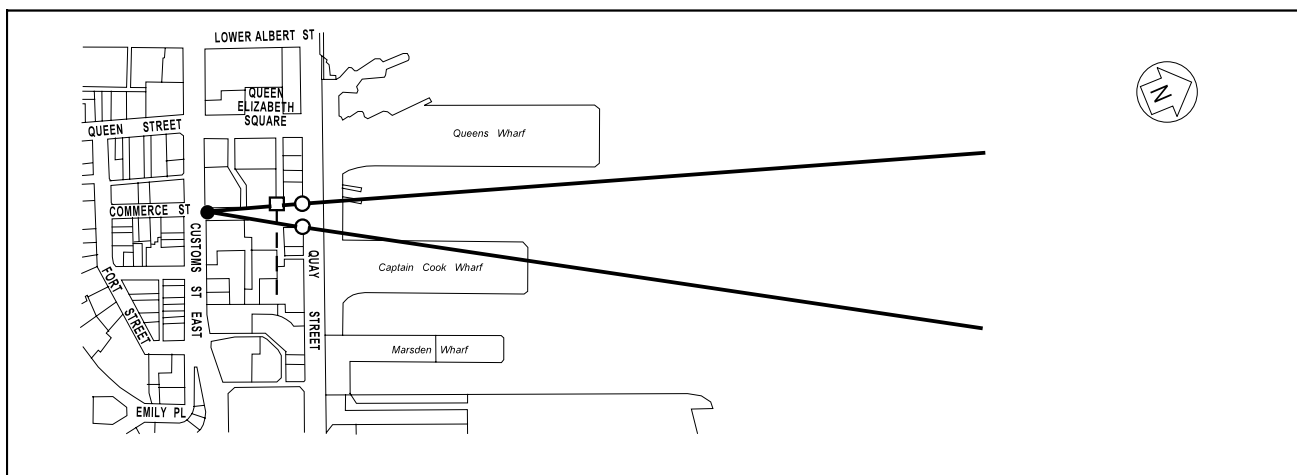 LOWER ALBERT ST
QUEEN
ELIZABETH
SQUARE
QUEEN STREET
Queens Wharf
N
COMMERCE ST
CUSTOMS ST EAST
QUAY STREET
Captain Cook Wharf
FORT STREET
Marsden Wharf
EMILY PL